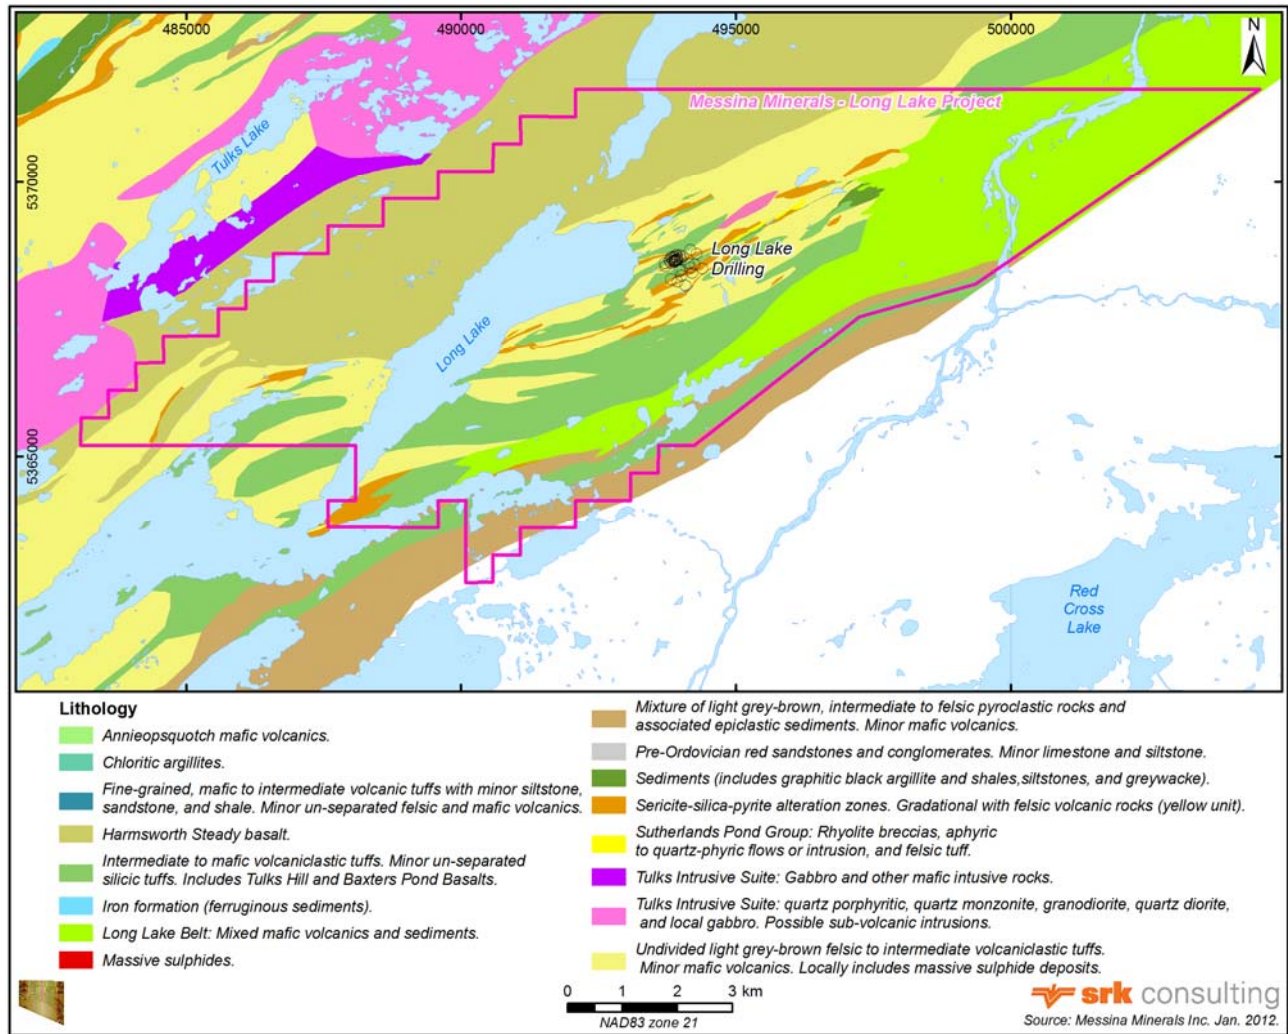 485000
490000
495000
500000
N
Messina Minerals - Long Lake Project
Tulks Lake
5370000
Long Lake
Drilling
Long Lake
5365000
Red
Cross
Lake
Lithology
Annieopsquotch mafic volcanics.
Chloritic argillites.
Fine-grained, mafic to intermediate volcanic tuffs with minor siltstone,
sandstone, and shale. Minor un-separated felsic and mafic volcanics.
Harmsworth Steady basalt.
Intermediate to mafic volcaniclastic tuffs. Minor un-separated
silicic tuffs. Includes Tulks Hill and Baxters Pond Basalts.
Iron formation (ferruginous sediments).
Long Lake Belt: Mixed mafic volcanics and sediments.
Massive sulphides.
Mixture of light grey-brown, intermediate to felsic pyroclastic rocks and
associated epiclastic sediments. Minor mafic volcanics.
Pre-Ordovician red sandstones and conglomerates. Minor limestone and siltstone.
Sediments (includes graphitic black argillite and shales,siltstones, and greywacke).
Sericite-silica-pyrite alteration zones. Gradational with felsic volcanic rocks (yellow unit).
Sutherlands Pond Group: Rhyolite breccias, aphyric
to quartz-phyric flows or intrusion, and felsic tuff.
Tulks Intrusive Suite: Gabbro and other mafic intusive rocks.
Tulks Intrusive Suite: quartz porphyritic, quartz monzonite, granodiorite, quartz diorite,
and local gabbro. Possible sub-volcanic intrusions.
Undivided light grey-brown felsic to intermediate volcaniclastic tuffs.
Minor mafic volcanics. Locally includes massive sulphide deposits.
0 1 2 3 km
NAD83 zone 21
srk consulting
Source: Messina Minerals Inc. Jan. 2012.